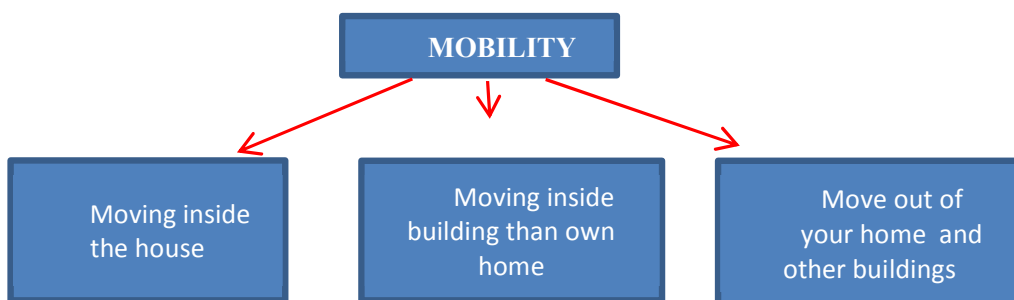 MOBILITY
Moving inside
the house
Moving inside
building than own
home
Move out of
your home and
other buildings